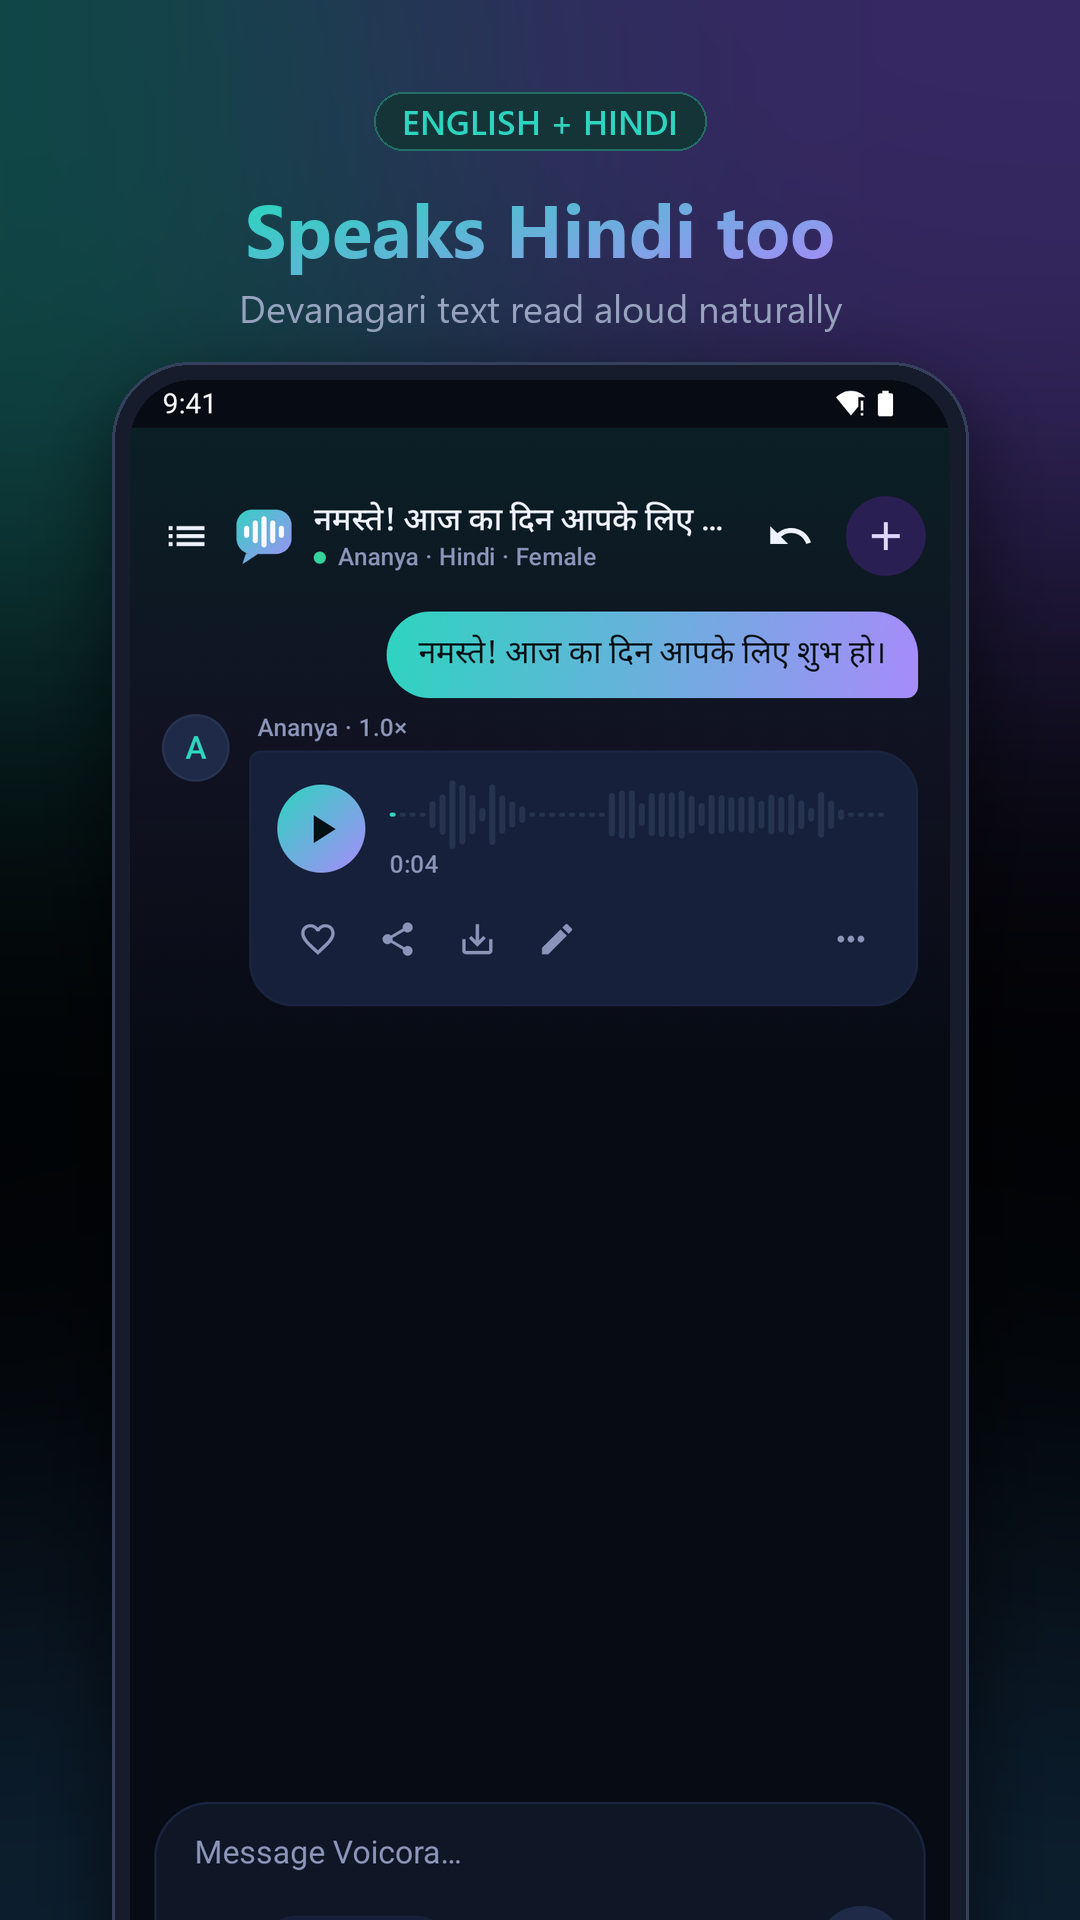 ENGLISH + HINDI
Speaks Hindi too
Devanagari text read aloud naturally
9:41
नमस्ते! आज का दिन आपके लिए ...
Ananya · Hindi · Female
नमस्ते! आज का दिन आपके लिए शुभ हो।
A
Ananya · 1.0×
0:04
Message Voicora...